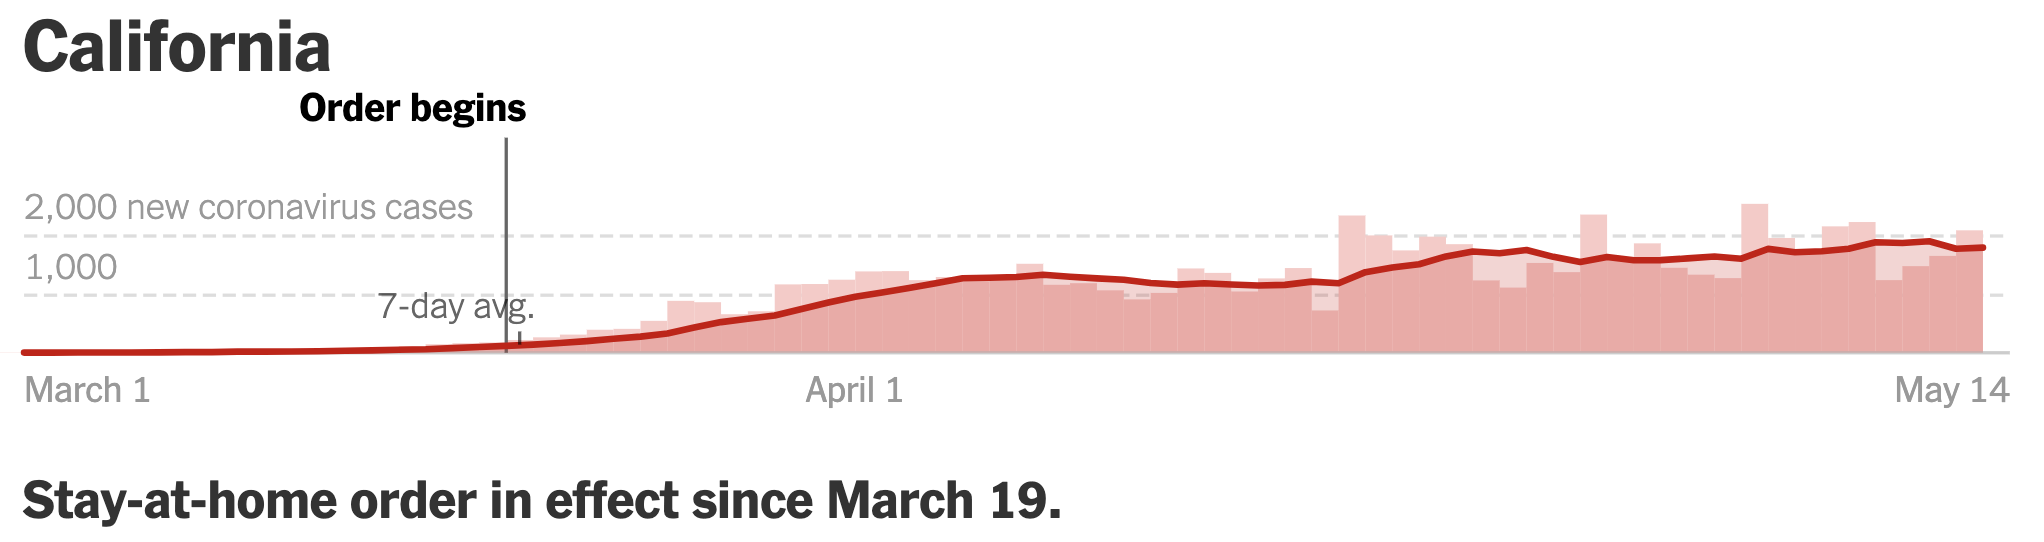 California
Order begins
2,000 new coronavirus cases
1,000
7-day avg.
March 1
April 1
May 14
Stay-at-home order in effect since March 19.